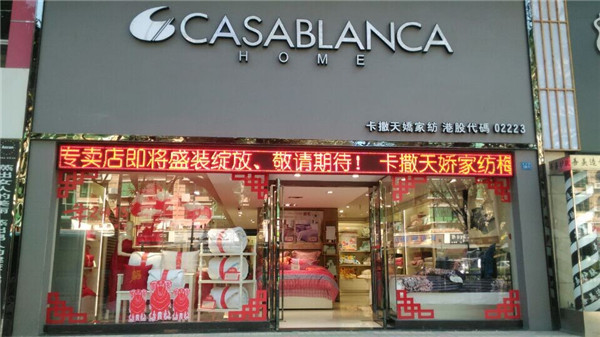 CASABLANCA
HOME
卡撒天嬌家紡 港股代碼 02223
专卖店即将盛装绽放、敬请期待! 卡撒天娇家纺梅